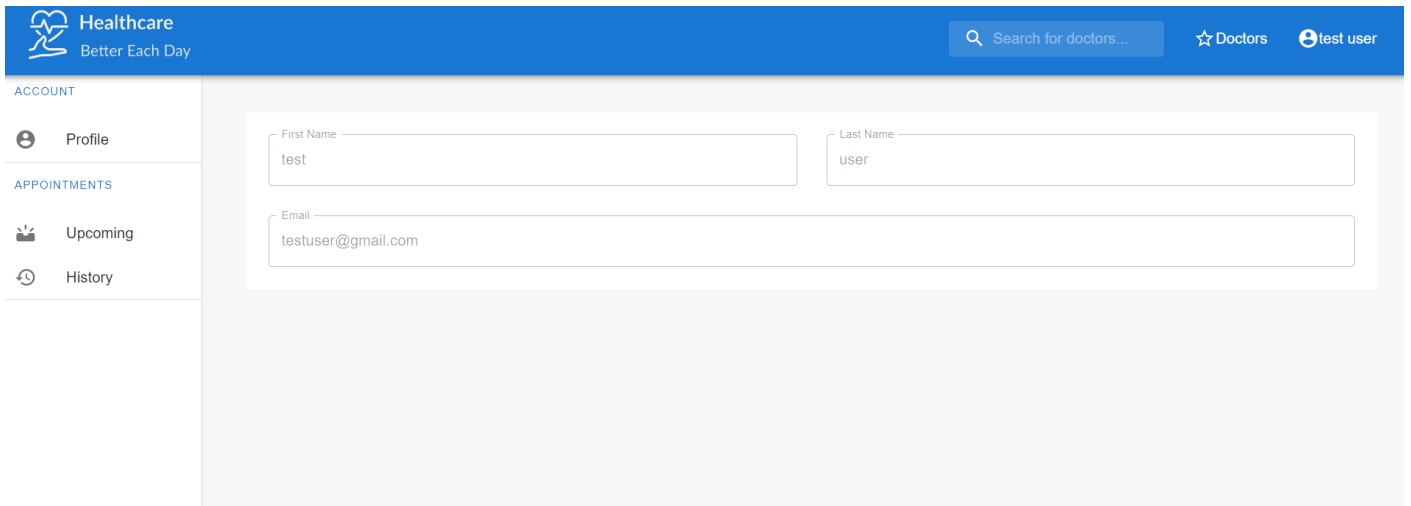 Healthcare
Better Each Day
Search for doctors...
Doctors
test user
ACCOUNT
Profile
APPOINTMENTS
Upcoming
History
First Name
test
Last Name
user
Email
testuser@gmail.com